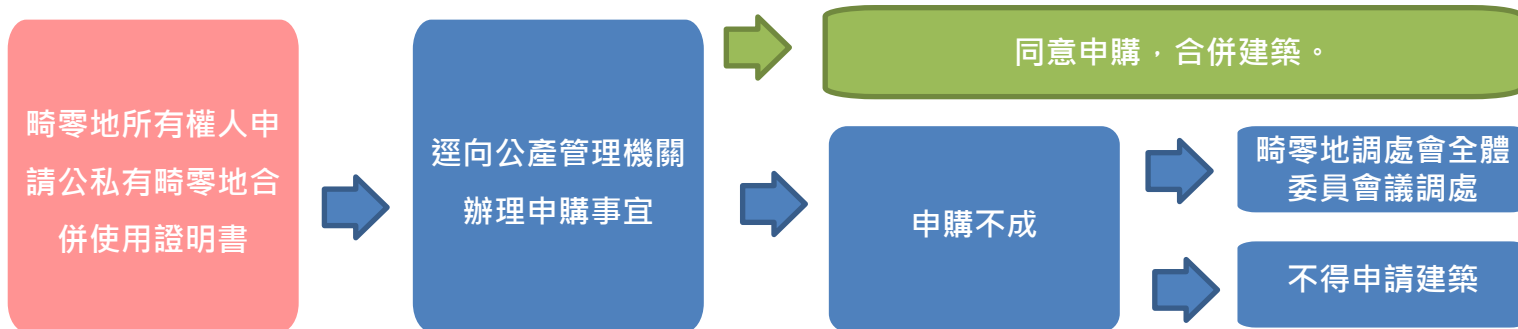 畸零地所有權人申
請公私有畸零地合
併使用證明書
逕向公產管理機關
辦理申購事宜
同意申購，合併建築。
申購不成
畸零地調處會全體
委員會議調處
不得申請建築